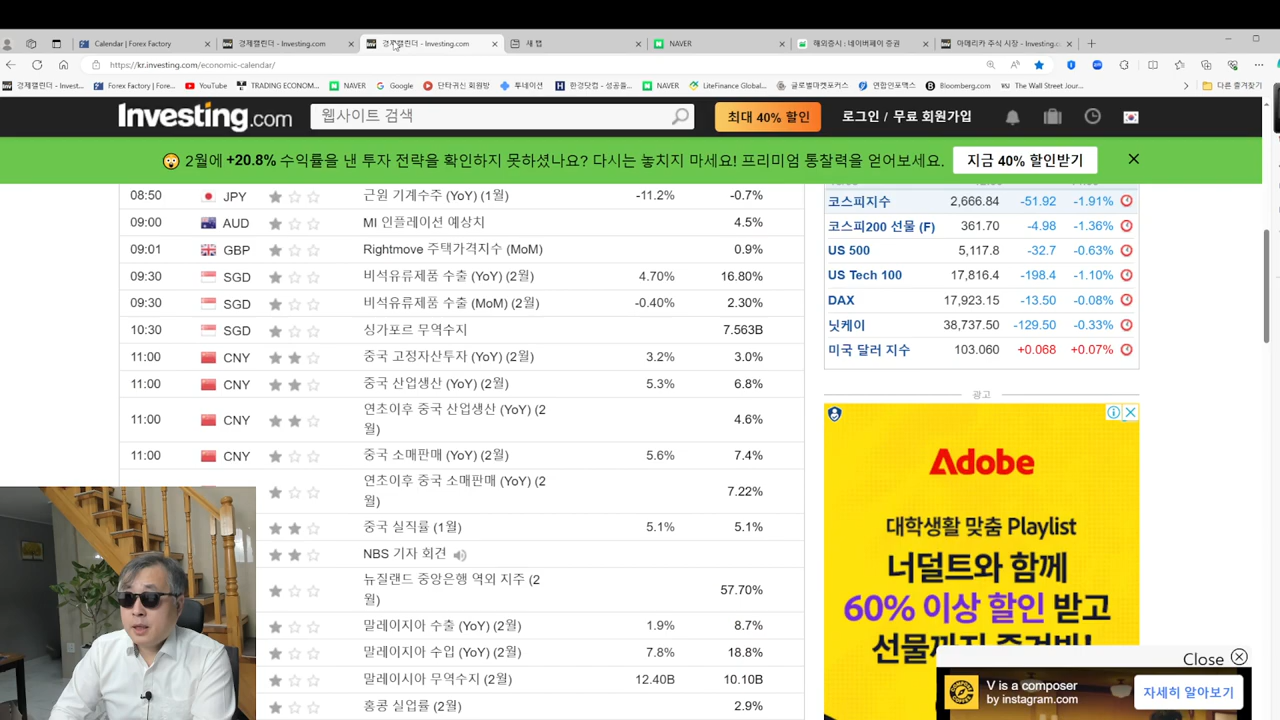 Calendar | Forex Factory
경제캘린더 - Investing.com
경제캘린더 - Investing.com
새 탭
NAVER
해외증시 : 네이버페이 증권
아메리카 주식 시장 - Investing.c
https://kr.investing.com/economic-calendar/
경제캘린더 - Invest...
Forex Factory | Fore...
YouTube
TRADING ECONOM...
NAVER
Google
단타귀신 회원방
투네이션
한경닷컴 - 성공을...
NAVER
LiteFinance Global...
글로벌마켓포커스
연합인포맥스
Bloomberg.com
The Wall Street Jour...
다른 즐겨찾기
Investing.com
웹사이트 검색
최대 40% 할인
로그인 / 무료 회원가입
2월에 +20.8% 수익률을 낸 투자 전략을 확인하지 못하셨나요? 다시는 놓치지 마세요! 프리미엄 통찰력을 얻어보세요.
지금 40% 할인받기
08:50 JPY 근원 기계수주 (YoY) (1월) -11.2% -0.7%
09:00 AUD MI 인플레이션 예상치 4.5%
09:01 GBP Rightmove 주택가격지수 (MoM) 0.9%
09:30 SGD 비석유류제품 수출 (YoY) (2월) 4.70% 16.80%
09:30 SGD 비석유류제품 수출 (MoM) (2월) -0.40% 2.30%
10:30 SGD 싱가포르 무역수지 7.563B
11:00 CNY 중국 고정자산투자 (YoY) (2월) 3.2% 3.0%
11:00 CNY 중국 산업생산 (YoY) (2월) 5.3% 6.8%
11:00 CNY 연초이후 중국 산업생산 (YoY) (2
월) 4.6%
11:00 CNY 중국 소매판매 (YoY) (2월) 5.6% 7.4%
연초이후 중국 소매판매 (YoY) (2
월) 7.22%
중국 실직률 (1월) 5.1% 5.1%
NBS 기자 회견
뉴질랜드 중앙은행 역외 지주 (2
월) 57.70%
말레이지아 수출 (YoY) (2월) 1.9% 8.7%
말레이지아 수입 (YoY) (2월) 7.8% 18.8%
말레이시아 무역수지 (2월) 12.40B 10.10B
홍콩 실업률 (2월) 2.9%
코스피지수 2,666.84 -51.92 -1.91%
코스피200 선물 (F) 361.70 -4.98 -1.36%
US 500 5,117.8 -32.7 -0.63%
US Tech 100 17,816.4 -198.4 -1.10%
DAX 17,923.15 -13.50 -0.08%
닛케이 38,737.50 -129.50 -0.33%
미국 달러 지수 103.060 +0.068 +0.07%
광고
Adobe
대학생활 맞춤 Playlist
너덜트와 함께
60% 이상 할인 받고
Close
V is a composer
by instagram.com
자세히 알아보기